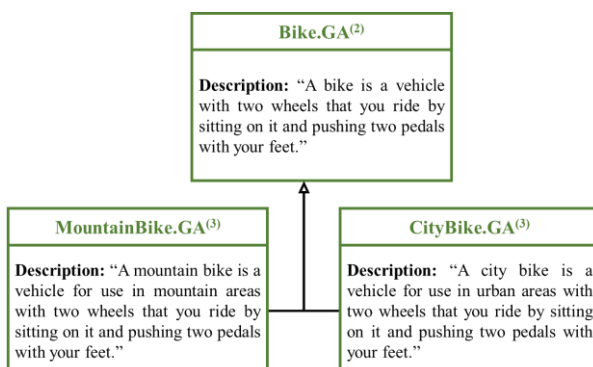 Bike.GA(2)
Description: “A bike is a vehicle
with two wheels that you ride by
sitting on it and pushing two pedals
with your feet.”
MountainBike.GA(3)
Description: “A mountain bike is a
vehicle for use in mountain areas
with two wheels that you ride by
sitting on it and pushing two pedals
with your feet.”
CityBike.GA(3)
Description: “A city bike is a
vehicle for use in urban areas with
two wheels that you ride by sitting
on it and pushing two pedals with
your feet.”